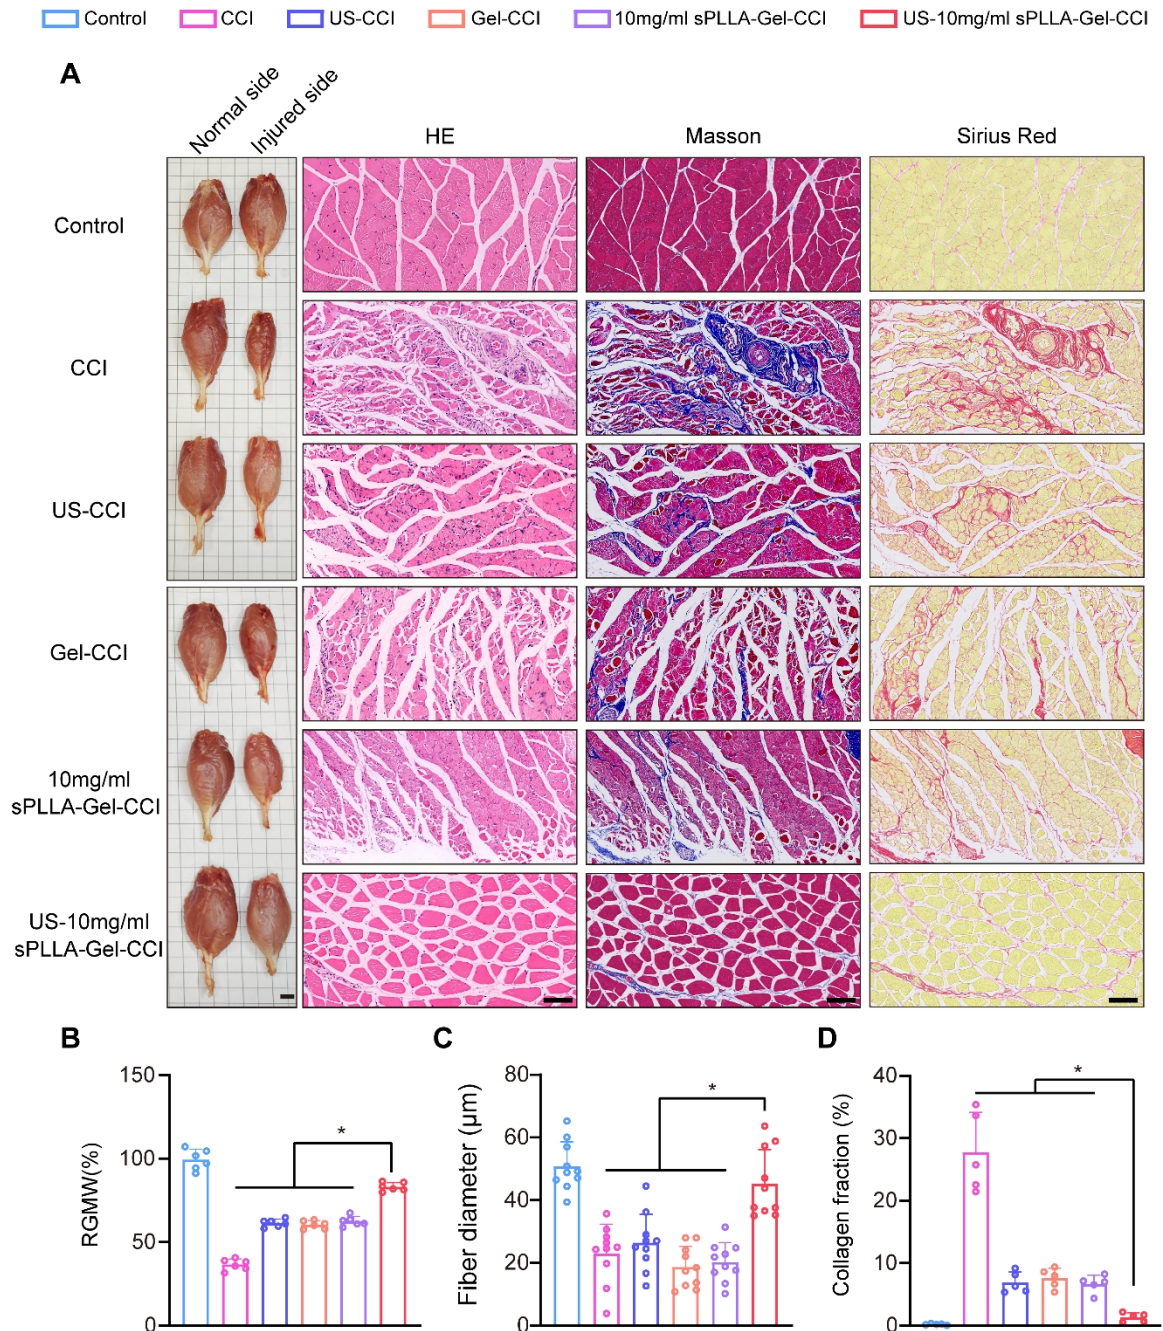 Control CCI US-CCI Gel-CCI 10mg/ml sPLLA-Gel-CCI US-10mg/ml sPLLA-Gel-CCI
A
Normal side
Injured side
HE Masson Sirius Red
Control
CCI
US-CCI
Gel-CCI
10mg/ml
sPLLA-Gel-CCI
US-10mg/ml
sPLLA-Gel-CCI
B
RGMW(%)
150
100
50
0
*
C
Fiber diameter (μm)
80
60
40
20
0
*
D
Collagen fraction (%)
40
30
20
10
0
*